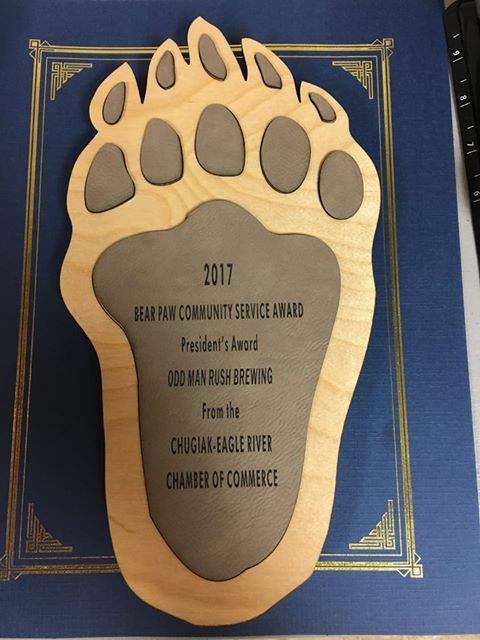 2017
BEAR PAW COMMUNITY SERVICE AWARD
President's Award
ODD MAN RUSH BREWING
From the
CHUGIAK-EAGLE RIVER
CHAMBER OF COMMERCE